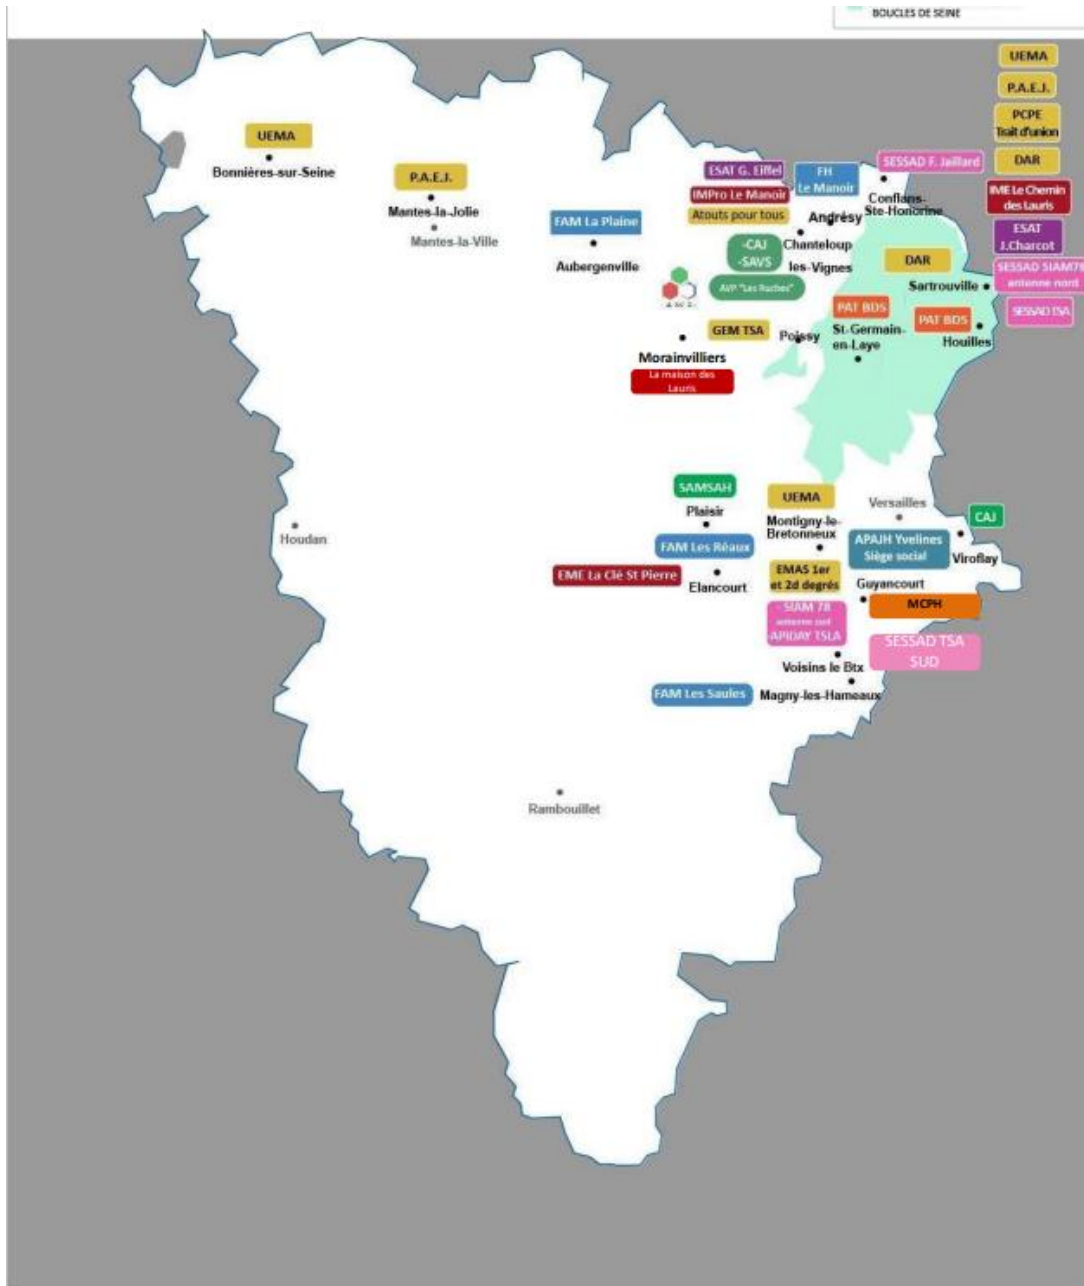 BOUCLES DE SEINE
UEMA
P.A.E.J.
PCPE
Trait d'union
DAR
IME Le Chemin
des Lauris
ESAT
J.Charcot
SESSAD SIAM78
antenne nord
SESSAD TSA
UEMA
Bonnières-sur-Seine
P.A.E.J.
Mantes-la-Jolie
Mantes-la-Ville
FAM La Plaine
Aubergenville
ESAT G. Eiffel
IMPro Le Manoir
Atouts pour tous
FH
Le Manoir
SESSAD F. Jaillard
Conflans-
Ste-Honorine
Andrésy
Chanteloup
les-Vignes
-CAJ
-SAVS
AVP "Les Ruches"
DAR
Sartrouville
PAT BDS
St-Germain-
en-Laye
PAT BDS
Houilles
GEM TSA
Poissy
Morainvilliers
La maison des
Lauris
SAMSAH
Plaisir
UEMA
Montigny-le-
Bretonneux
Versailles
CAJ
Viroflay
APAJH Yvelines
Siège social
Houdan
FAM Les Réaux
EME La Clé St Pierre
Elancourt
EMAS 1er
et 2d degrés
Guyancourt
MCPH
- SIAM 78
antenne sud
-APIDAY TSLA
SESSAD TSA
SUD
Voisins le Btx
FAM Les Saules
Magny-les-Hameaux
Rambouillet